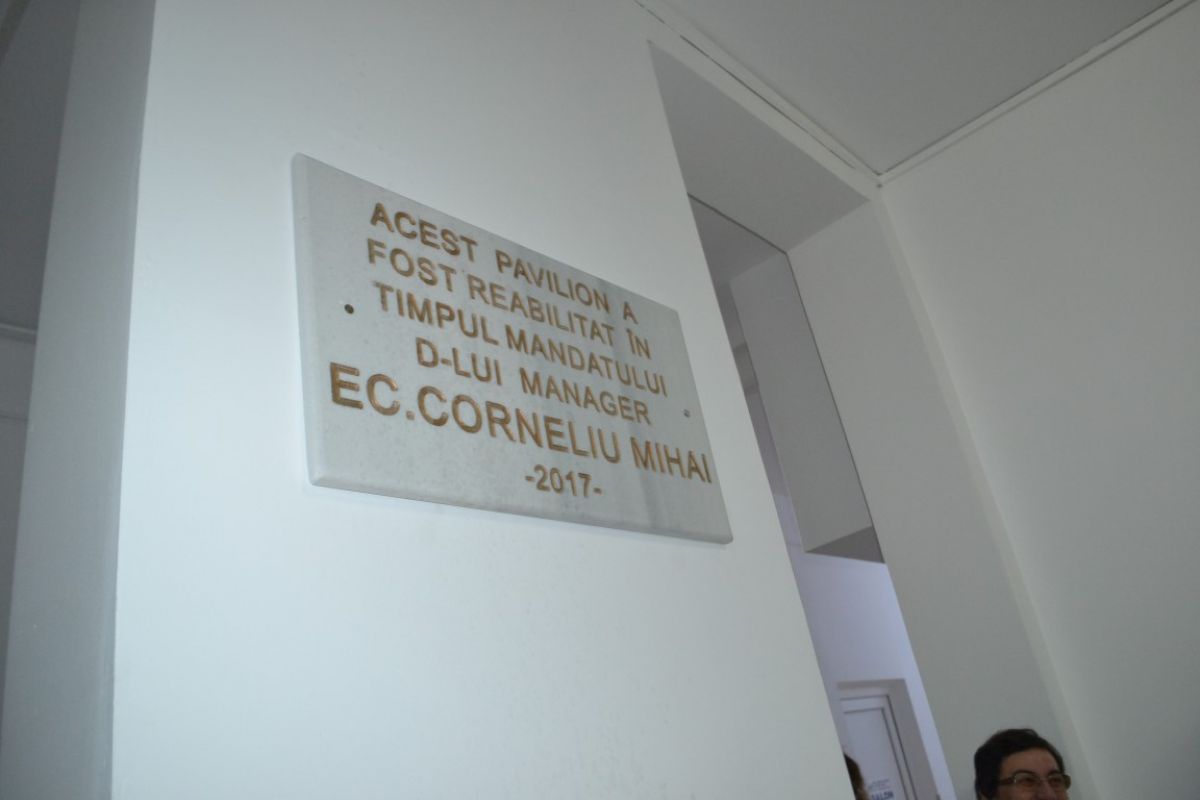 ACEST PAVILION A
FOST REABILITAT ÎN
TIMPUL MANDATULUI
D-LUI MANAGER
EC.CORNELIU MIHAI
-2017-